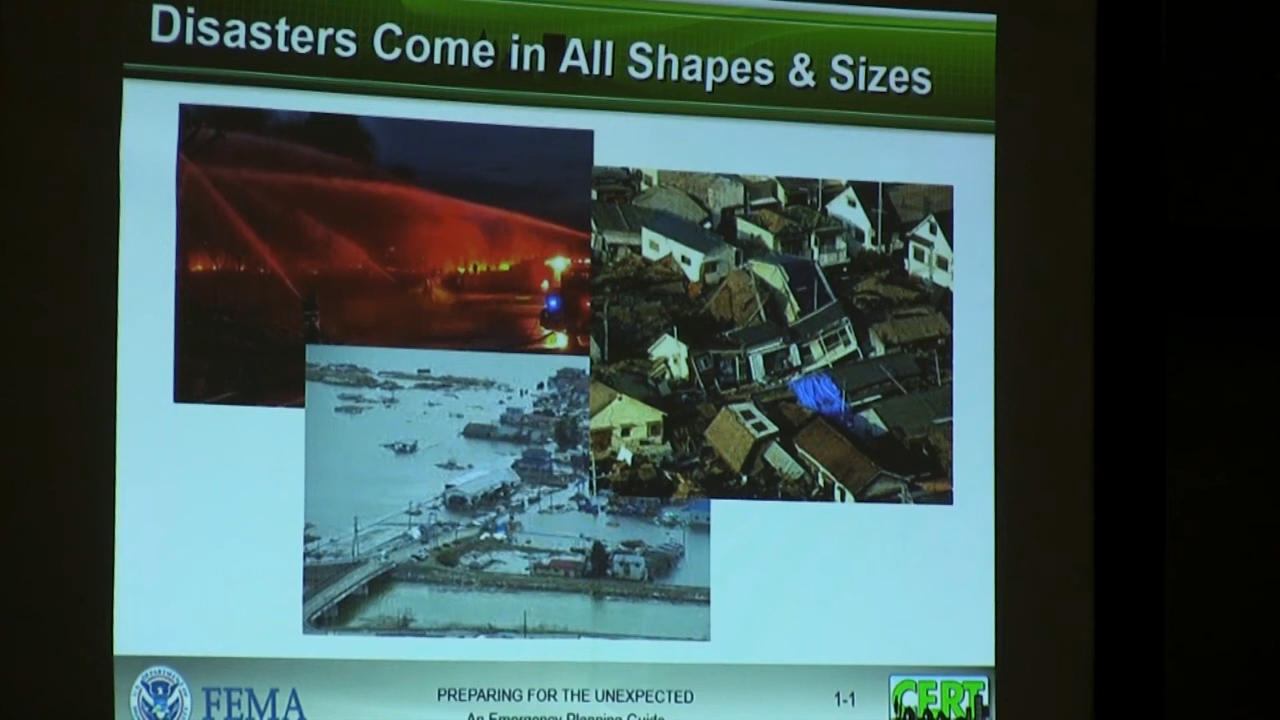 Disasters Come in All Shapes & Sizes
FEMA
PREPARING FOR THE UNEXPECTED
An Emergency Planning Guide
1-1
CERT